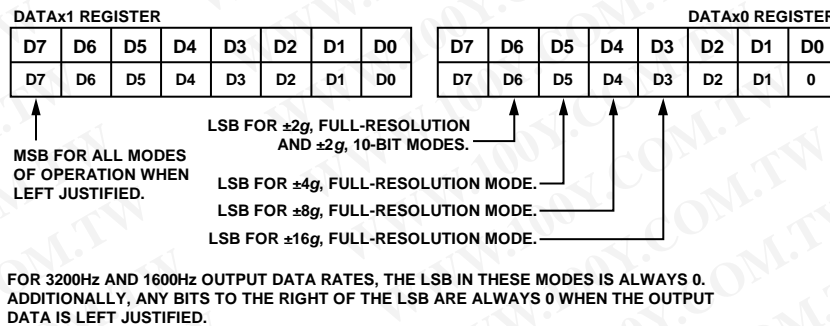 DATAx1 REGISTER DATAx0 REGISTER
D7 D6 D5 D4 D3 D2 D1 D0 D7 D6 D5 D4 D3 D2 D1 D0
D7 D6 D5 D4 D3 D2 D1 D0 D7 D6 D5 D4 D3 D2 D1 0
MSB FOR ALL MODES
OF OPERATION WHEN
LEFT JUSTIFIED.
LSB FOR ±2g, FULL-RESOLUTION
AND ±2g, 10-BIT MODES.
LSB FOR ±4g, FULL-RESOLUTION MODE.
LSB FOR ±8g, FULL-RESOLUTION MODE.
LSB FOR ±16g, FULL-RESOLUTION MODE.
FOR 3200Hz AND 1600Hz OUTPUT DATA RATES, THE LSB IN THESE MODES IS ALWAYS 0.
ADDITIONALLY, ANY BITS TO THE RIGHT OF THE LSB ARE ALWAYS 0 WHEN THE OUTPUT
DATA IS LEFT JUSTIFIED.
WWW.100Y.COM.TW